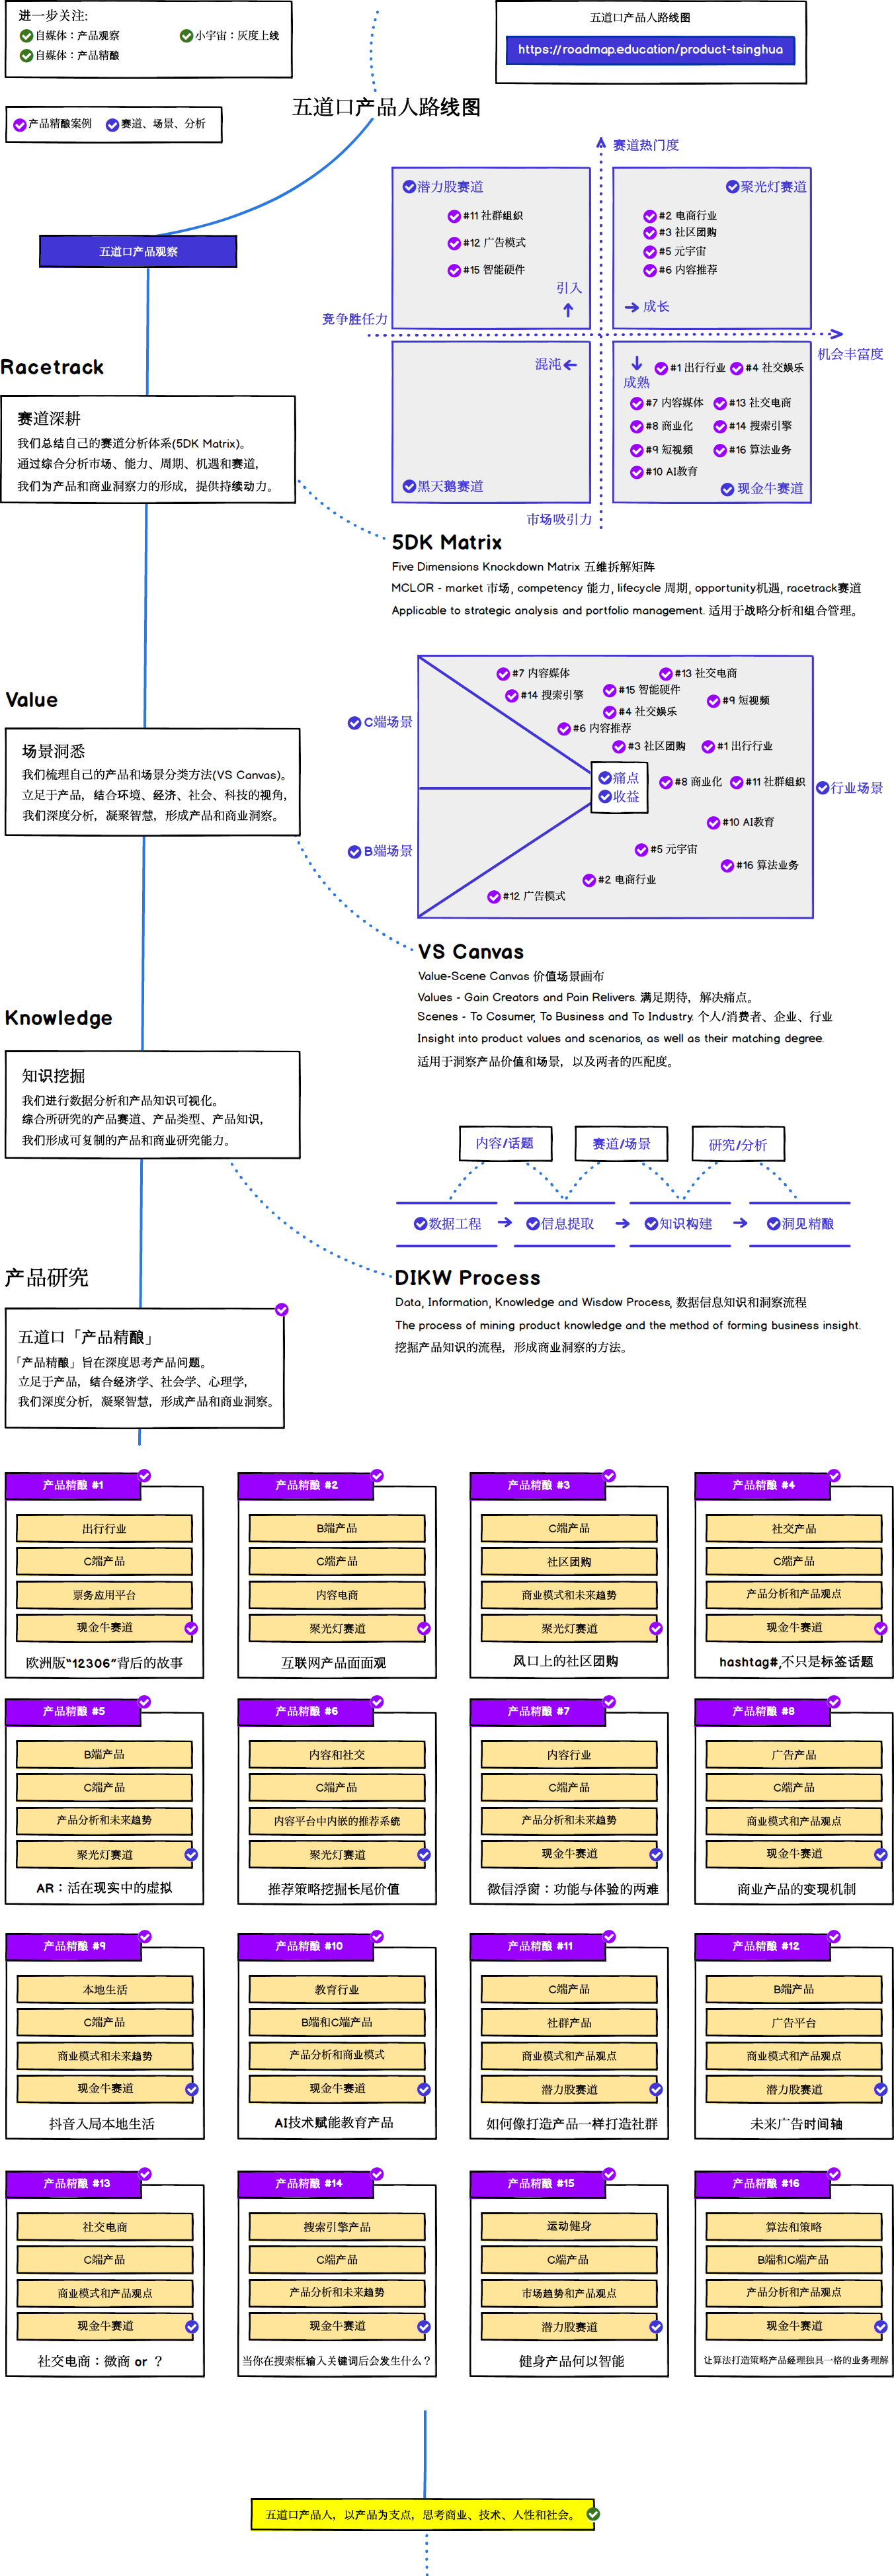 进一步关注:
自媒体：产品观察
小宇宙：灰度上线
自媒体：产品精酿
五道口产品人路线图
https://roadmap.education/product-tsinghua
五道口产品人路线图
产品精酿案例
赛道、场景、分析
五道口产品观察
赛道热门度
潜力股赛道
#11 社群组织
#12 广告模式
#15 智能硬件
引入
聚光灯赛道
#2 电商行业
#3 社区团购
#5 元宇宙
#6 内容推荐
成长
竞争胜任力
机会丰富度
混沌
黑天鹅赛道
成熟
#1 出行行业
#4 社交娱乐
#7 内容媒体
#13 社交电商
#8 商业化
#14 搜索引擎
#9 短视频
#16 算法业务
#10 AI教育
现金牛赛道
市场吸引力
Racetrack
赛道深耕
我们总结自己的赛道分析体系(5DK Matrix)。
通过综合分析市场、能力、周期、机遇和赛道，
我们为产品和商业洞察力的形成，提供持续动力。
5DK Matrix
Five Dimensions Knockdown Matrix 五维拆解矩阵
MCLOR - market 市场, competency 能力, lifecycle 周期, opportunity机遇, racetrack赛道
Applicable to strategic analysis and portfolio management. 适用于战略分析和组合管理。
Value
场景洞悉
我们梳理自己的产品和场景分类方法(VS Canvas)。
立足于产品，结合环境、经济、社会、科技的视角，
我们深度分析，凝聚智慧，形成产品和商业洞察。
C端场景
B端场景
行业场景
痛点
收益
#7 内容媒体
#13 社交电商
#14 搜索引擎
#15 智能硬件
#9 短视频
#4 社交娱乐
#6 内容推荐
#3 社区团购
#1 出行行业
#8 商业化
#11 社群组织
#10 AI教育
#5 元宇宙
#16 算法业务
#2 电商行业
#12 广告模式
VS Canvas
Value-Scene Canvas 价值场景画布
Values - Gain Creators and Pain Relivers. 满足期待，解决痛点。
Scenes - To Cosumer, To Business and To Industry. 个人/消费者、企业、行业
Insight into product values and scenarios, as well as their matching degree.
适用于洞察产品价值和场景，以及两者的匹配度。
Knowledge
知识挖掘
我们进行数据分析和产品知识可视化。
综合所研究的产品赛道、产品类型、产品知识，
我们形成可复制的产品和商业研究能力。
内容/话题
赛道/场景
研究/分析
数据工程
信息提取
知识构建
洞见精酿
DIKW Process
Data, Information, Knowledge and Wisdow Process, 数据信息知识和洞察流程
The process of mining product knowledge and the method of forming business insight.
挖掘产品知识的流程，形成商业洞察的方法。
产品研究
五道口「产品精酿」
「产品精酿」旨在深度思考产品问题。
立足于产品，结合经济学、社会学、心理学，
我们深度分析，凝聚智慧，形成产品和商业洞察。
产品精酿 #1
出行行业
C端产品
票务应用平台
现金牛赛道
欧洲版“12306”背后的故事
产品精酿 #2
B端产品
C端产品
内容电商
聚光灯赛道
互联网产品面面观
产品精酿 #3
C端产品
社区团购
商业模式和未来趋势
聚光灯赛道
风口上的社区团购
产品精酿 #4
社交产品
C端产品
产品分析和产品观点
现金牛赛道
hashtag#,不只是标签话题
产品精酿 #5
B端产品
C端产品
产品分析和未来趋势
聚光灯赛道
AR：活在现实中的虚拟
产品精酿 #6
内容和社交
C端产品
内容平台中内嵌的推荐系统
聚光灯赛道
推荐策略挖掘长尾价值
产品精酿 #7
内容行业
C端产品
产品分析和未来趋势
现金牛赛道
微信浮窗：功能与体验的两难
产品精酿 #8
广告产品
C端产品
商业模式和产品观点
现金牛赛道
商业产品的变现机制
产品精酿 #9
本地生活
C端产品
商业模式和未来趋势
现金牛赛道
抖音入局本地生活
产品精酿 #10
教育行业
B端和C端产品
产品分析和商业模式
现金牛赛道
AI技术赋能教育产品
产品精酿 #11
C端产品
社群产品
商业模式和产品观点
潜力股赛道
如何像打造产品一样打造社群
产品精酿 #12
B端产品
广告平台
商业模式和产品观点
潜力股赛道
未来广告时间轴
产品精酿 #13
社交电商
C端产品
商业模式和产品观点
现金牛赛道
社交电商：微商 or ？
产品精酿 #14
搜索引擎产品
C端产品
产品分析和未来趋势
现金牛赛道
当你在搜索框输入关键词后会发生什么？
产品精酿 #15
运动健身
C端产品
市场趋势和产品观点
潜力股赛道
健身产品何以智能
产品精酿 #16
算法和策略
B端和C端产品
产品分析和产品观点
现金牛赛道
让算法打造策略产品经理独具一格的业务理解
五道口产品人，以产品为支点，思考商业、技术、人性和社会。